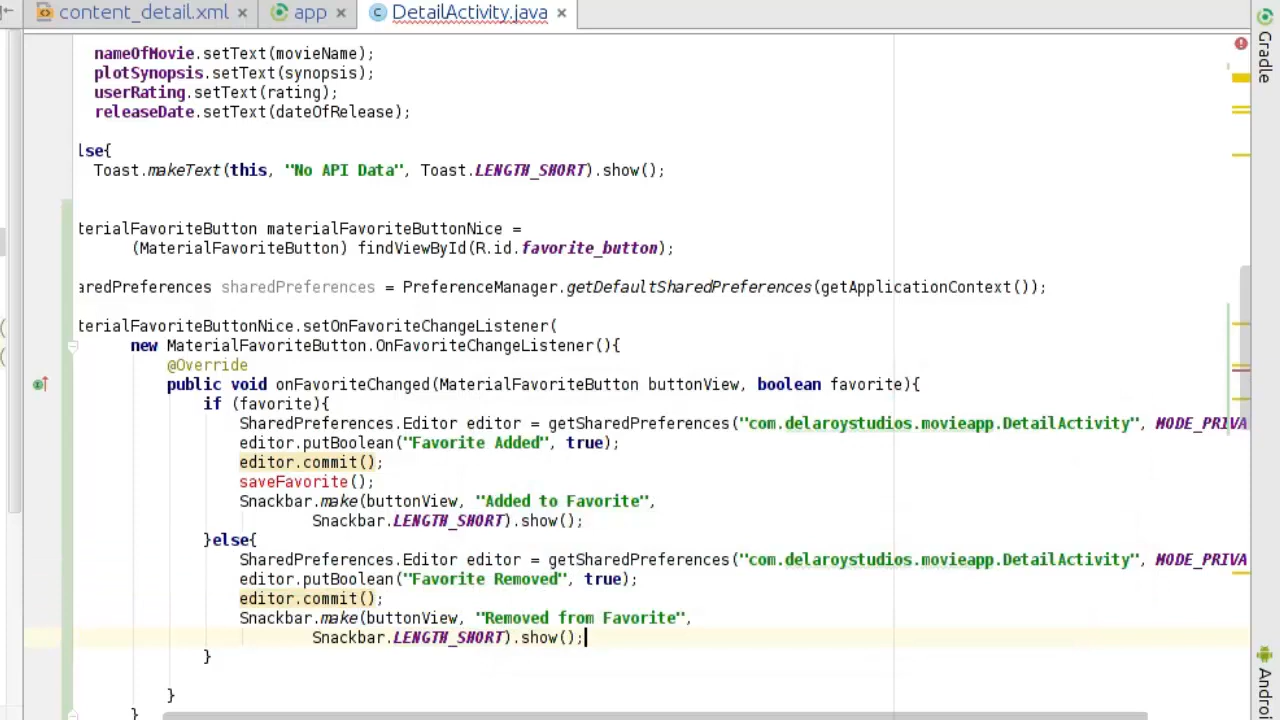 content_detail.xml × app × DetailActivity.java ×
nameOfMovie.setText(movieName);
plotSynopsis.setText(synopsis);
userRating.setText(rating);
releaseDate.setText(dateOfRelease);
lse{
Toast.makeText(this, "No API Data", Toast.LENGTH_SHORT).show();
terialFavoriteButton materialFavoriteButtonNice =
(MaterialFavoriteButton) findViewById(R.id.favorite_button);
aredPreferences sharedPreferences = PreferenceManager.getDefaultSharedPreferences(getApplicationContext());
terialFavoriteButtonNice.setOnFavoriteChangeListener(
new MaterialFavoriteButton.OnFavoriteChangeListener(){
@Override
public void onFavoriteChanged(MaterialFavoriteButton buttonView, boolean favorite){
if (favorite){
SharedPreferences.Editor editor = getSharedPreferences("com.delaroystudios.movieapp.DetailActivity", MODE_PRIVA
editor.putBoolean("Favorite Added", true);
editor.commit();
saveFavorite();
Snackbar.make(buttonView, "Added to Favorite",
Snackbar.LENGTH_SHORT).show();
}else{
SharedPreferences.Editor editor = getSharedPreferences("com.delaroystudios.movieapp.DetailActivity", MODE_PRIVA
editor.putBoolean("Favorite Removed", true);
editor.commit();
Snackbar.make(buttonView, "Removed from Favorite",
Snackbar.LENGTH_SHORT).show();
}
}
}
Gradle
Andro